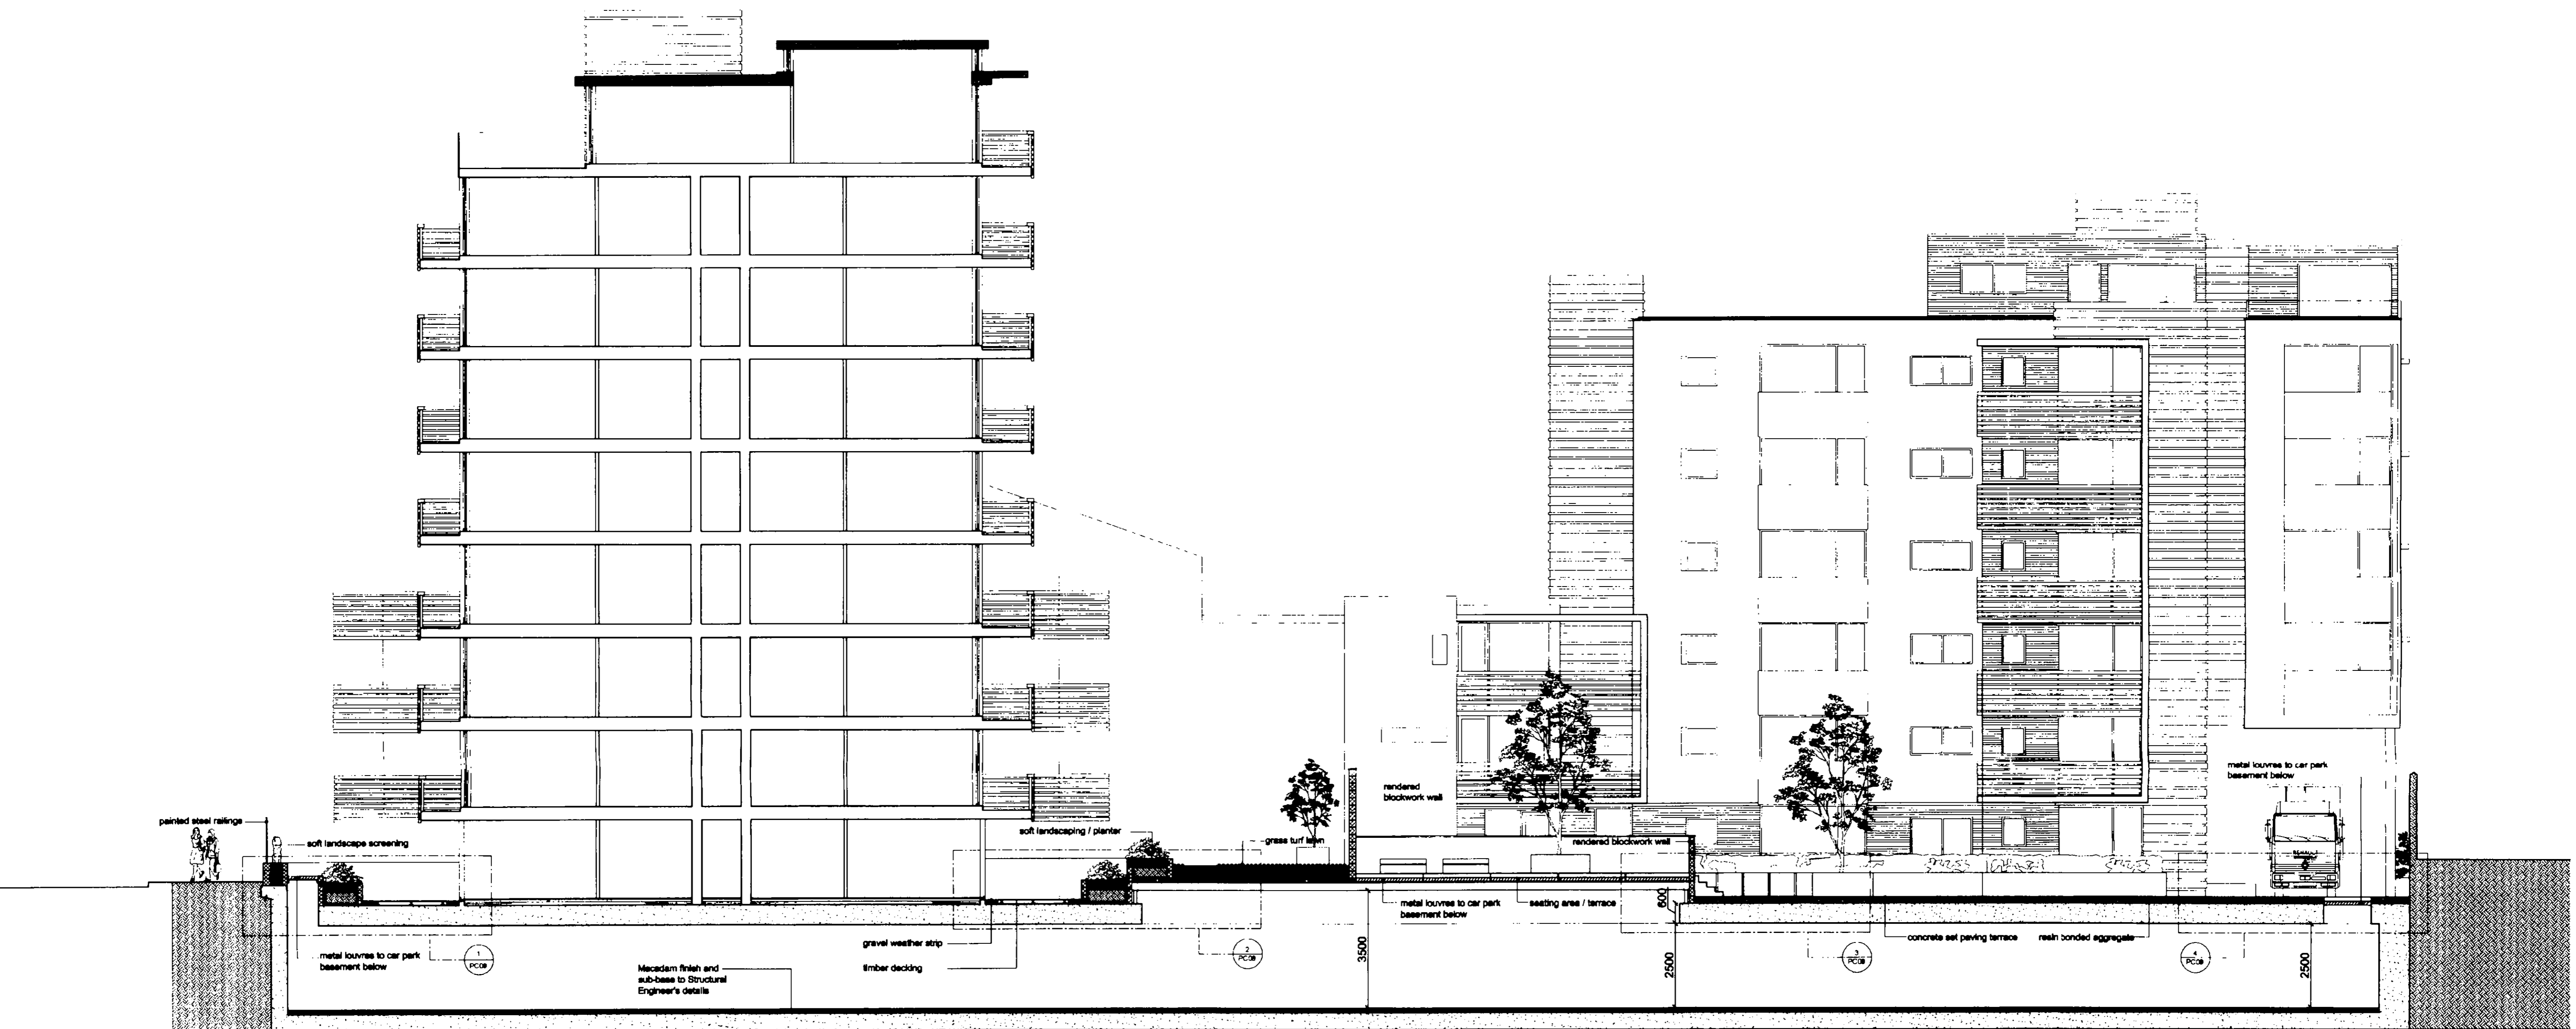 painted steel railings
soft landscape screening
metal louvres to car park
basement below
1
PC09
Macadam finish and
sub-base to Structural
Engineer's details
gravel weather strip
timber decking
soft landscaping / planter
2
PC09
grass turf lawn
rendered
blockwork wall
3500
metal louvres to car park
basement below
seating area / terrace
rendered blockwork wall
600
2500
3
PC09
concrete set paving terrace
resin bonded aggregate
4
PC09
metal louvres to car park
basement below
2500